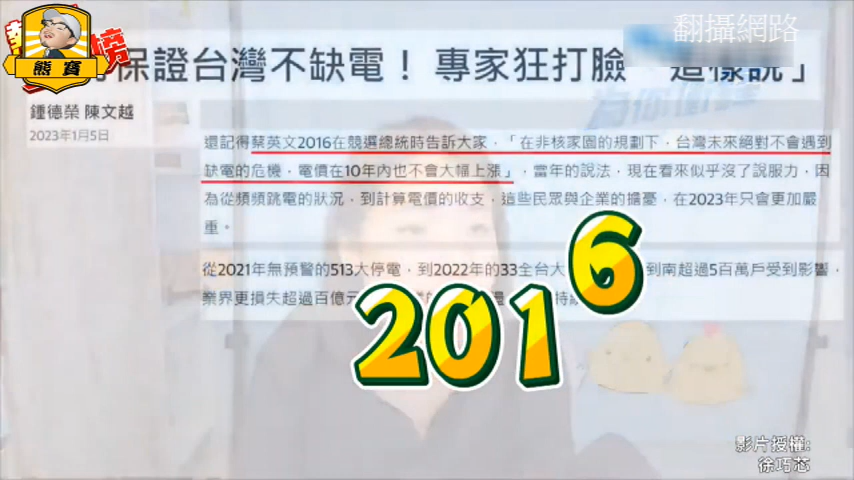 翻攝網路
榜
熊寶
保證台灣不缺電！ 專家狂打臉「這樣說」
鍾德榮 陳文越
2023年1月5日
還記得蔡英文2016在競選總統時告訴大家，「在非核家園的規劃下，台灣未來絕對不會遇到
缺電的危機，電價在10年內也不會大幅上漲」，當年的說法，現在看來似乎沒了說服力，因
為從頻頻跳電的狀況，到計算電價的收支，這些民眾與企業的擔憂，在2023年只會更加嚴
重。
從2021年無預警的513大停電，到2022年的33全台大 到南超過5百萬戶受到影響，
業界更損失超過百億元
2016
影片授權:
徐巧芯